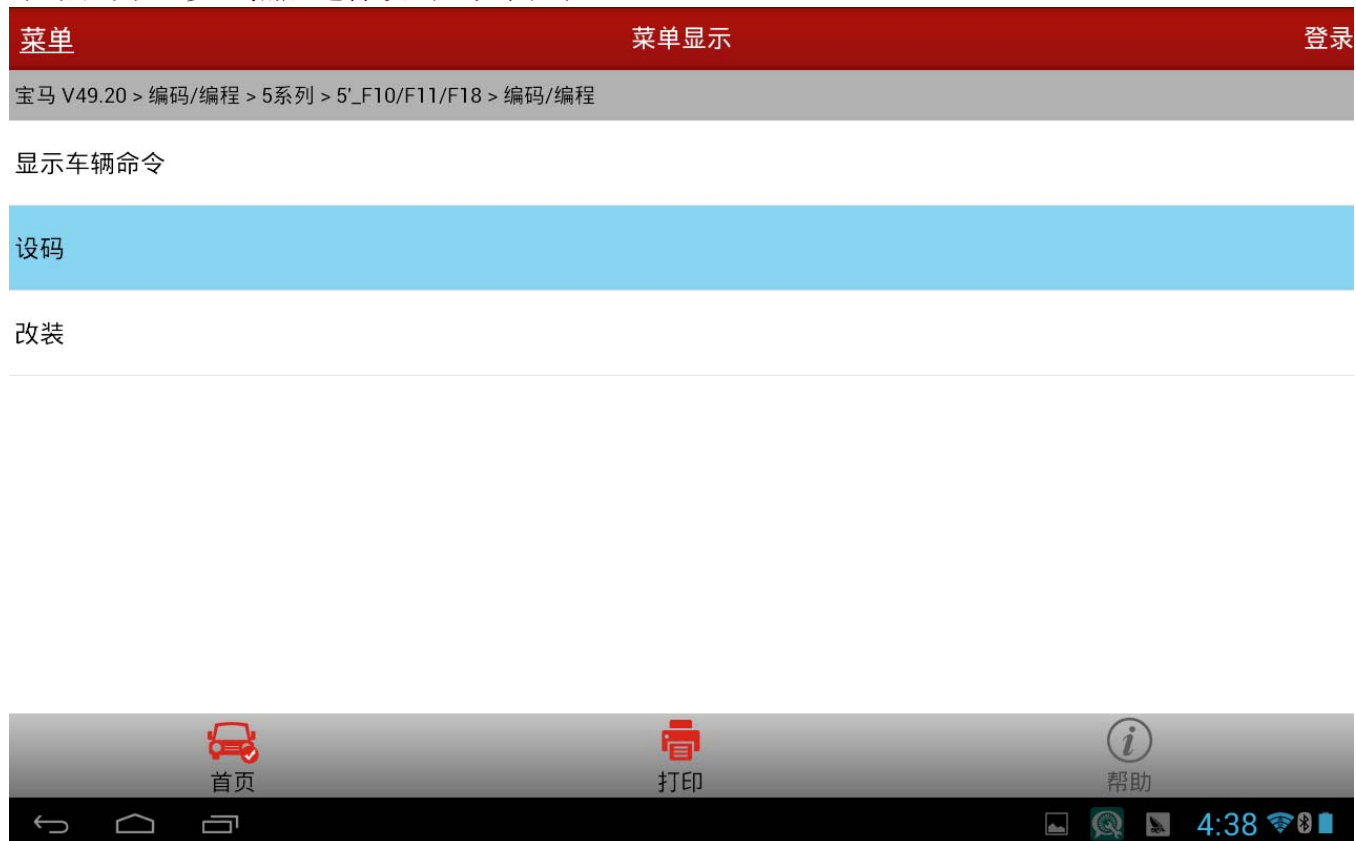 菜单 菜单显示 登录
宝马 V49.20 > 编码/编程 > 5系列 > 5'_F10/F11/F18 > 编码/编程
显示车辆命令
设码
改装
首页 打印 帮助
4:38